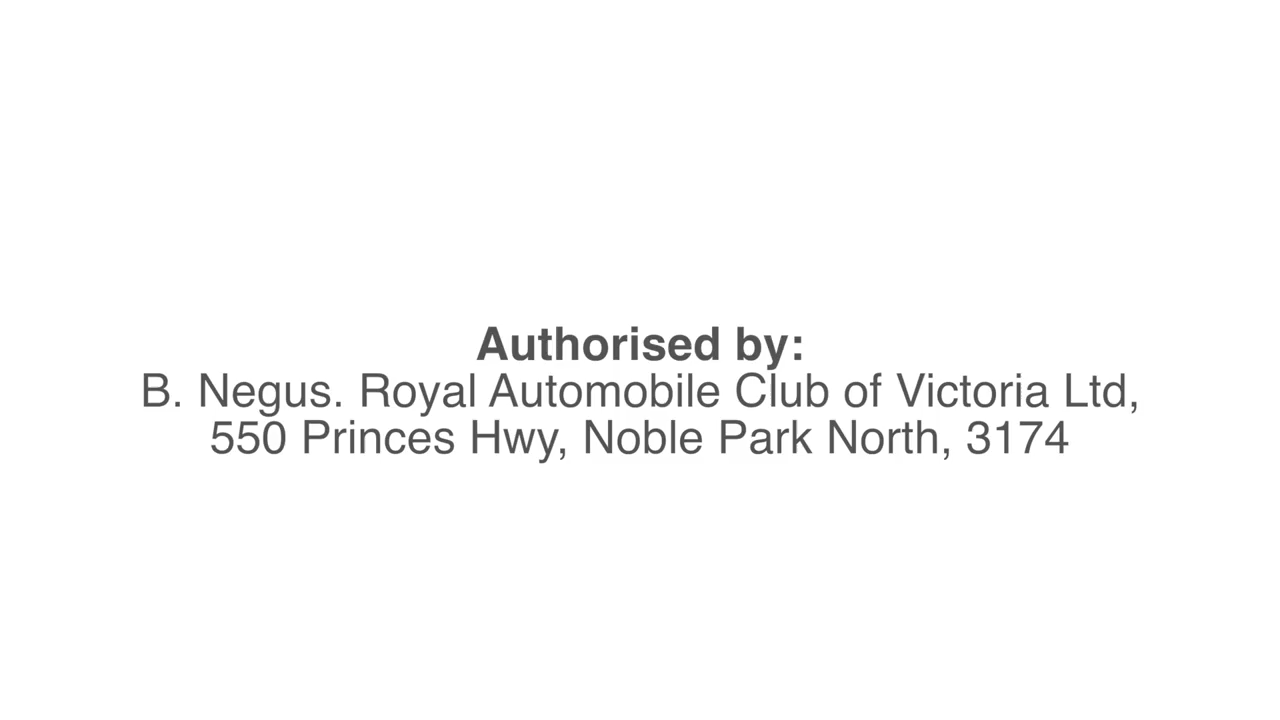 Authorised by:
B. Negus. Royal Automobile Club of Victoria Ltd,
550 Princes Hwy, Noble Park North, 3174